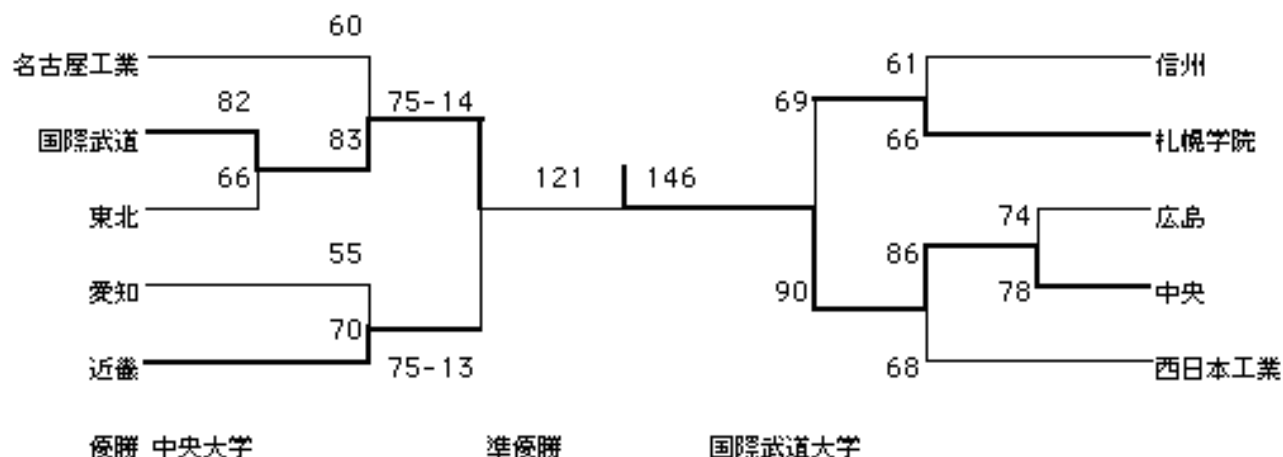 60
名古屋工業
61
信州
82
75-14
69
国際武道
83
66
札幌学院
66
121
146
東北
74
広島
55
86
愛知
90
78
中央
70
近畿
75-13
68
西日本工業
優勝 中央大学 準優勝 国際武道大学